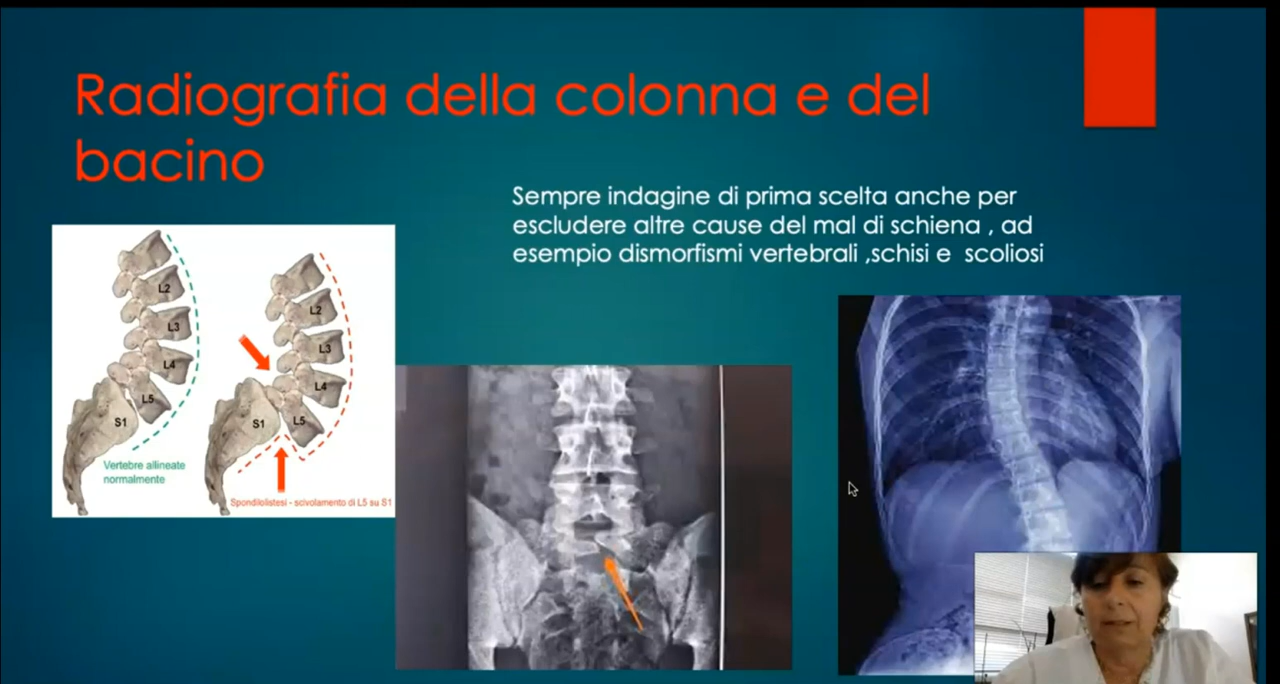 Radiografia della colonna e del
bacino
Sempre indagine di prima scelta anche per
escludere altre cause del mal di schiena , ad
esempio dismorfismi vertebrali ,schisi e scoliosi
L2
L3
L4
L5
S1
Vertebre allineate
normalmente
L2
L3
L4
L5
S1
Spondilolistesi - scivolamento di L5 su S1